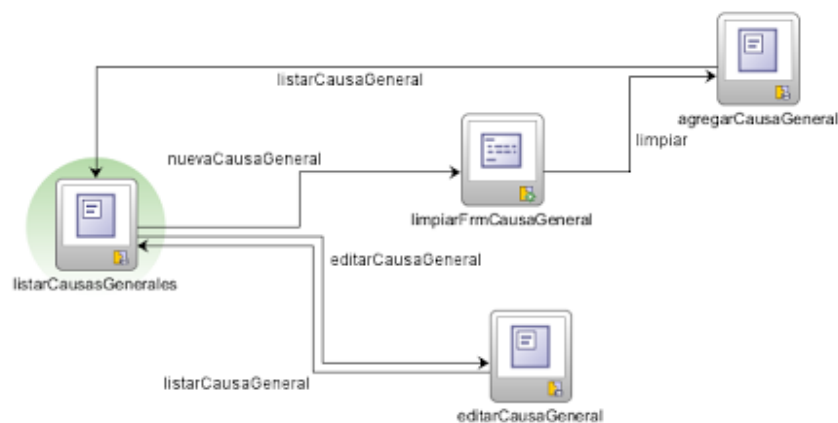 listarCausaGeneral
agregarCausaGeneral
limpiar
nuevaCausaGeneral
limpiarFrmCausaGeneral
editarCausaGeneral
listarCausasGenerales
listarCausaGeneral
editarCausaGeneral